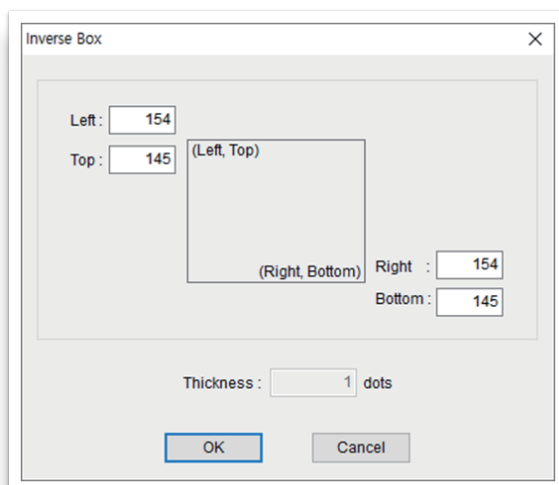 Inverse Box
Left : 154
Top : 145
(Left, Top)
(Right, Bottom)
Right : 154
Bottom : 145
Thickness : 1 dots
OK Cancel